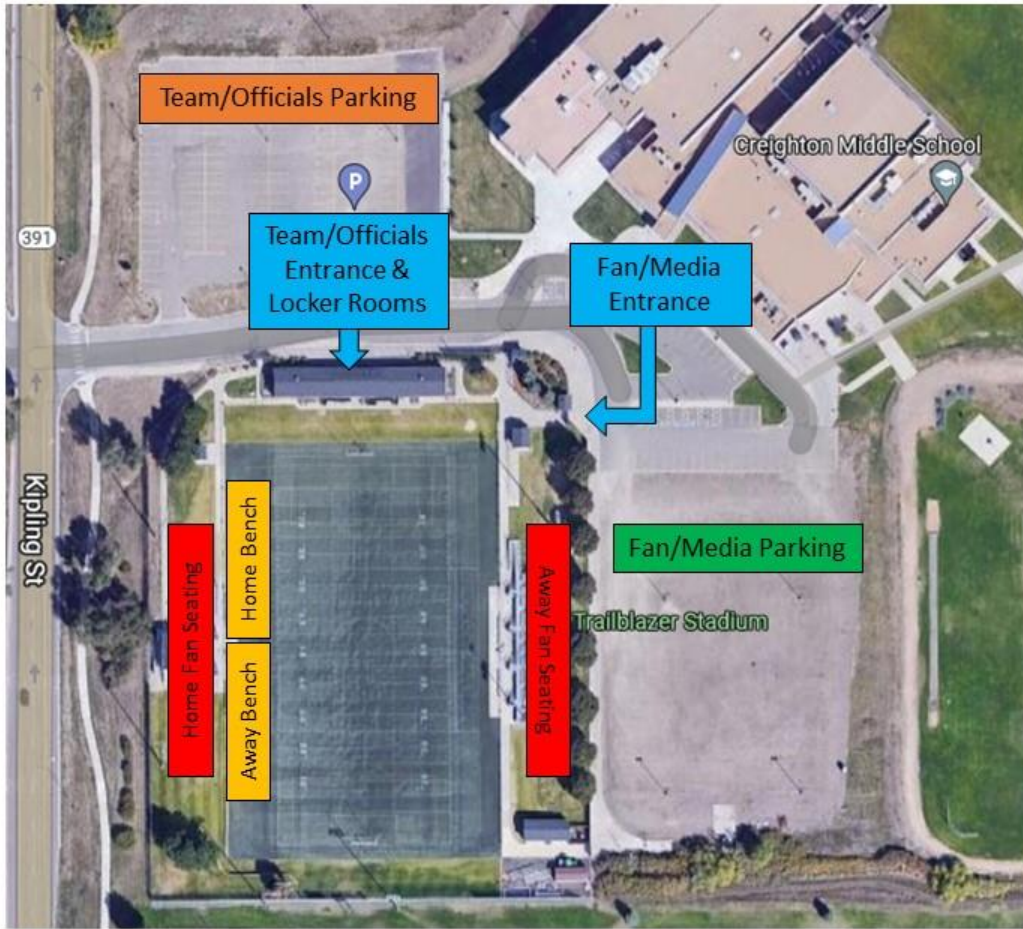 Team/Officials Parking
Creighton Middle School
P
391
Team/Officials
Entrance &
Locker Rooms
Fan/Media
Entrance
Kipling St
Home Fan Seating
Home Bench
Away Bench
Away Fan Seating
Fan/Media Parking
Trailblazer Stadium